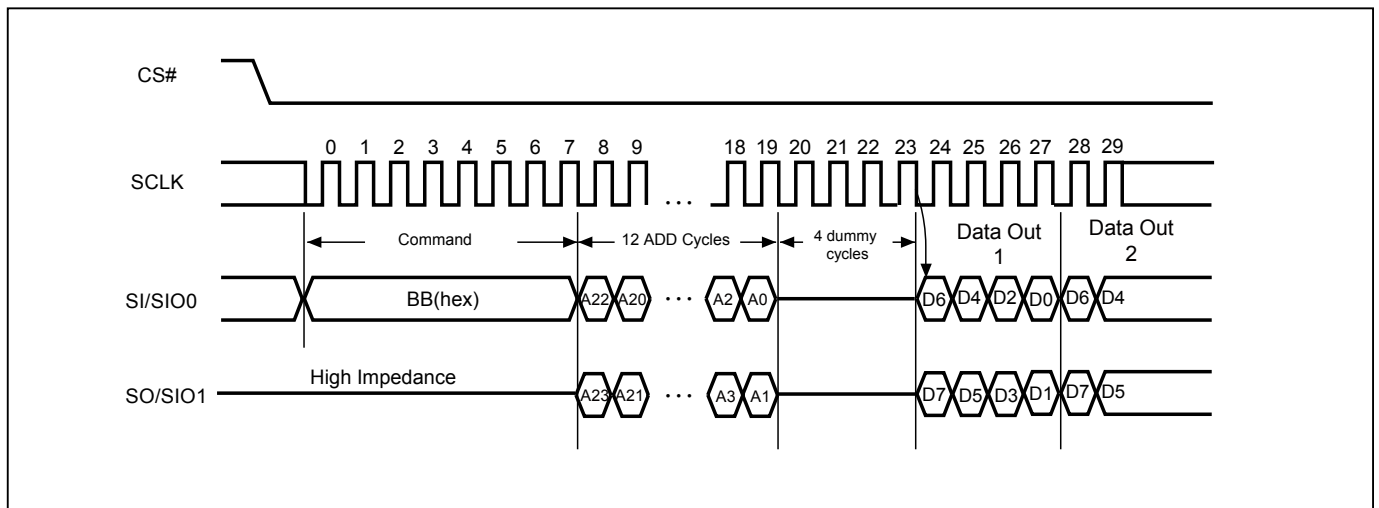 CS#
0 1 2 3 4 5 6 7 8 9 18 19 20 21 22 23 24 25 26 27 28 29
SCLK
...
Command 12 ADD Cycles 4 dummy cycles Data Out 1 Data Out 2
SI/SIO0 BB(hex) A22 A20 ... A2 A0 D6 D4 D2 D0 D6 D4
High Impedance
SO/SIO1 A23 A21 ... A3 A1 D7 D5 D3 D1 D7 D5